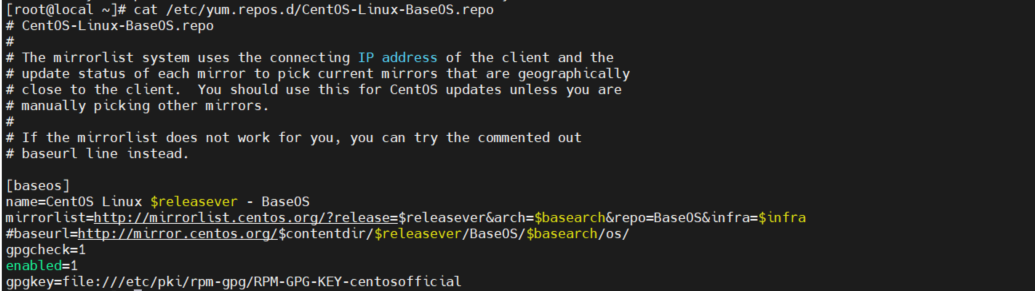 [root@local ~]# cat /etc/yum.repos.d/CentOS-Linux-BaseOS.repo
# CentOS-Linux-BaseOS.repo
#
# The mirrorlist system uses the connecting IP address of the client and the
# update status of each mirror to pick current mirrors that are geographically
# close to the client.  You should use this for CentOS updates unless you are
# manually picking other mirrors.
#
# If the mirrorlist does not work for you, you can try the commented out
# baseurl line instead.

[baseos]
name=CentOS Linux $releasever - BaseOS
mirrorlist=http://mirrorlist.centos.org/?release=$releasever&arch=$basearch&repo=BaseOS&infra=$infra
#baseurl=http://mirror.centos.org/$contentdir/$releasever/BaseOS/$basearch/os/
gpgcheck=1
enabled=1
gpgkey=file:///etc/pki/rpm-gpg/RPM-GPG-KEY-centosofficial